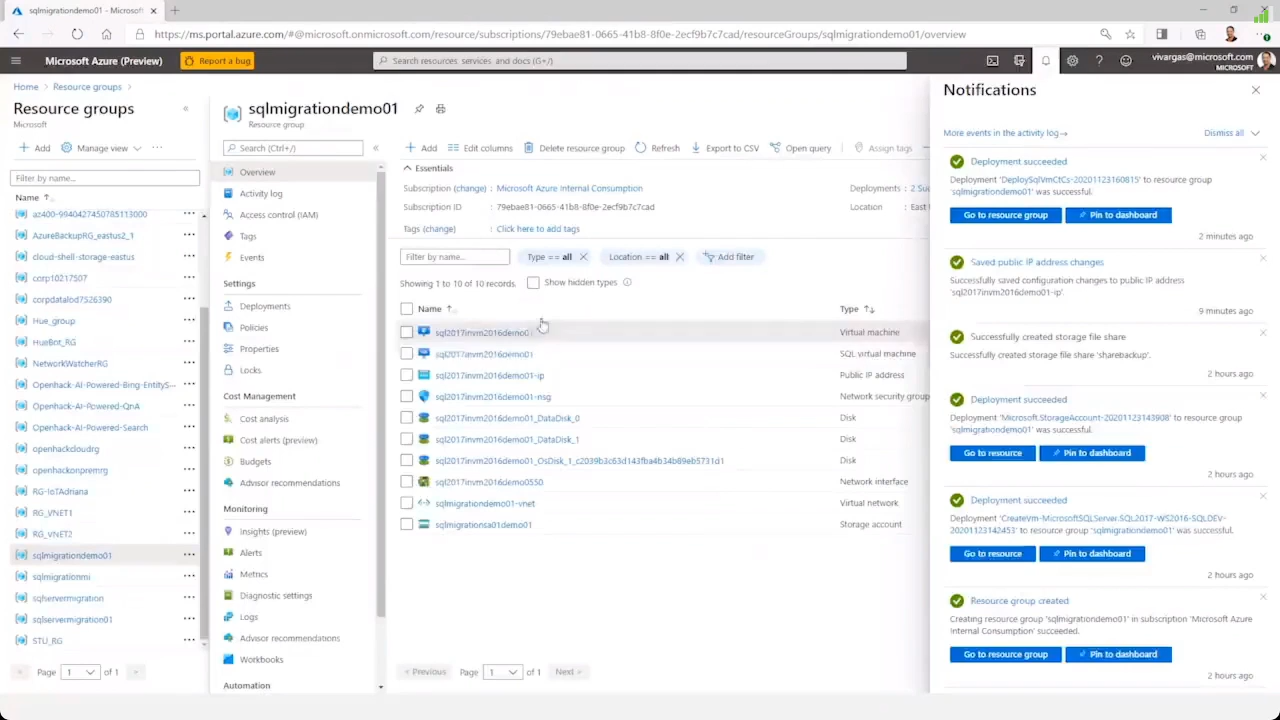 sqlmigrationdemo01 - Microsoft
https://ms.portal.azure.com/#@microsoft.onmicrosoft.com/resource/subscriptions/79ebae81-0665-41b8-8f0e-2ecf9b7c7cad/resourceGroups/sqlmigrationdemo01/overview
Microsoft Azure (Preview)
Report a bug
Search resources, services, and docs (G+/)
vivargas@microsoft.com
MICROSOFT
Home > Resource groups >
Resource groups
Microsoft
Add
Manage view
Filter by name...
Name
az400-9940427450785113000
AzureBackupRG_eastus2_1
cloud-shell-storage-eastus
corp10217507
corpdatalod7526390
Hue_group
HueBot_RG
NetworkWatcherRG
Openhack-AI-Powered-Bing-EntityS...
Openhack-AI-Powered-QnA
Openhack-AI-Powered-Search
openhackcloudrg
openhackonpremrg
RG-IoTAdriana
RG_VNET1
RG_VNET2
sqlmigrationdemo01
sqlmigrationmi
sqlservermigration
sqlservermigration01
STU_RG
Page 1 of 1
sqlmigrationdemo01
Resource group
Search (Ctrl+/)
Overview
Activity log
Access control (IAM)
Tags
Events
Settings
Deployments
Policies
Properties
Locks
Cost Management
Cost analysis
Cost alerts (preview)
Budgets
Advisor recommendations
Monitoring
Insights (preview)
Alerts
Metrics
Diagnostic settings
Logs
Advisor recommendations
Workbooks
Automation
Add
Edit columns
Delete resource group
Refresh
Export to CSV
Open query
Assign tags
Essentials
Subscription (change) : Microsoft Azure Internal Consumption
Deployments : 2 Su
Subscription ID : 79ebae81-0665-41b8-8f0e-2ecf9b7c7cad
Location : East
Tags (change) : Click here to add tags
Filter by name...
Type == all
Location == all
Add filter
Showing 1 to 10 of 10 records.
Show hidden types
Name
Type
sql2017invm2016demo01 Virtual machine
sql2017invm2016demo01 SQL virtual machine
sql2017invm2016demo01-ip Public IP address
sql2017invm2016demo01-nsg Network security group
sql2017invm2016demo01_DataDisk_0 Disk
sql2017invm2016demo01_DataDisk_1 Disk
sql2017invm2016demo01_OsDisk_1_c2039b3c63d143fba4b34b89eb5731d1 Disk
sql2017invm2016demo0550 Network interface
sqlmigrationdemo01-vnet Virtual network
sqlmigrationsa01demo01 Storage account
< Previous
Page 1 of 1
Next >
Notifications
More events in the activity log →
Dismiss all
Deployment succeeded
Deployment 'DeploySqlVmCtCs-20201123160815' to resource group
'sqlmigrationdemo01' was successful.
Go to resource group
Pin to dashboard
2 minutes ago
Saved public IP address changes
Successfully saved configuration changes to public IP address
'sql2017invm2016demo01-ip'.
9 minutes ago
Successfully created storage file share
Successfully created storage file share 'sharebackup'.
2 hours ago
Deployment succeeded
Deployment 'Microsoft.StorageAccount-20201123143908' to resource group
'sqlmigrationdemo01' was successful.
Go to resource
Pin to dashboard
2 hours ago
Deployment succeeded
Deployment 'CreateVm-MicrosoftSQLServer.SQL2017-WS2016-SQLDEV-
20201123142453' to resource group 'sqlmigrationdemo01' was successful.
Go to resource
Pin to dashboard
2 hours ago
Resource group created
Creating resource group 'sqlmigrationdemo01' in subscription 'Microsoft Azure
Internal Consumption' succeeded.
Go to resource group
Pin to dashboard
2 hours ago